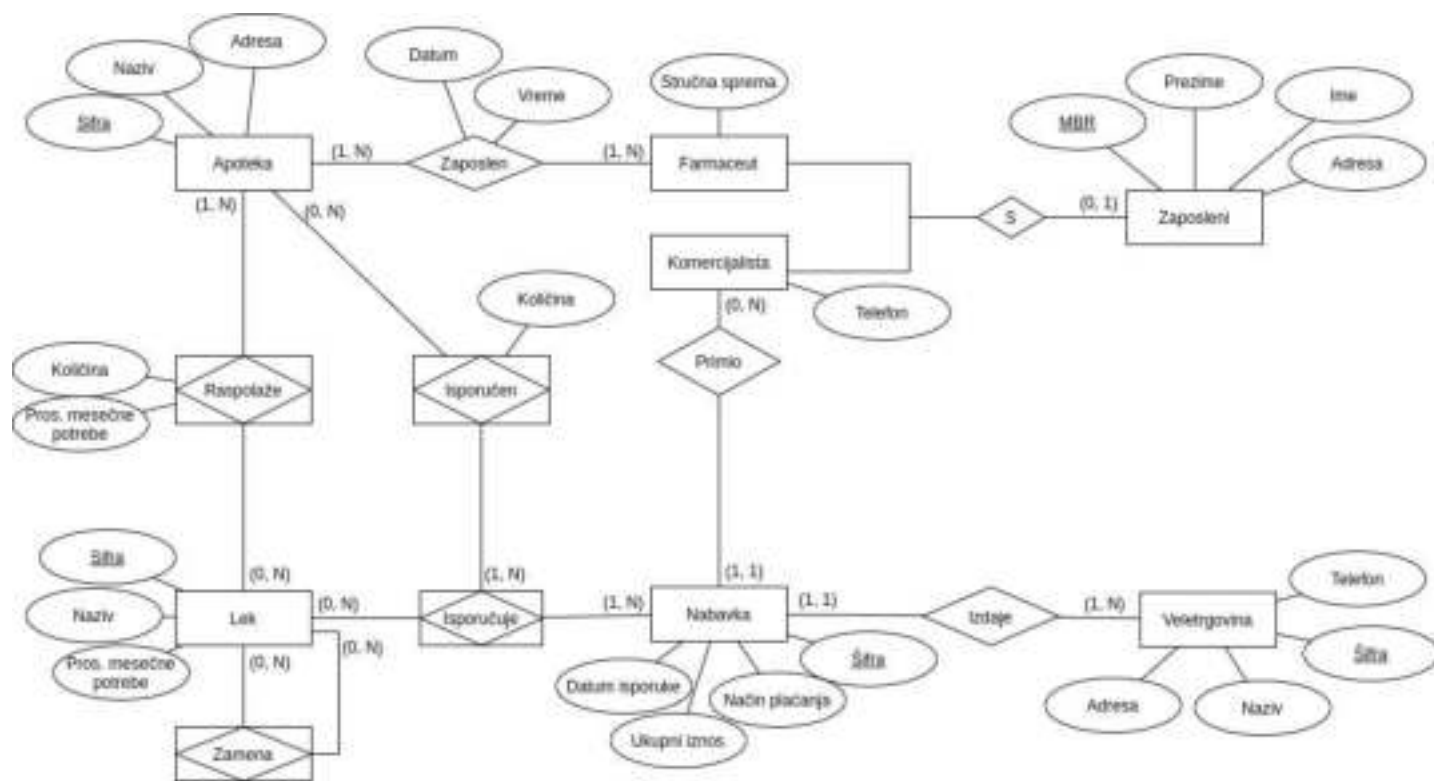 Adresa
Datum
Naziv
Stručna sprema
Prezime
Ime
Vreme
Šifra
MBR
(1, N)
(1, N)
Adresa
Apoteka
Zaposlen
Farmaceut
(1, N)
(0, N)
S
(0, 1)
Zaposleni
Komercijalista
Količina
(0, N)
Telefon
Količina
Raspolaže
Isporučen
Primio
Pros. mesečne
potrebe
Šifra
(0, N)
(1, N)
(1, 1)
Telefon
Naziv
Lek
(0, N)
Isporučuje
(1, N)
Nabavka
(1, 1)
Izdaje
(1, N)
Veletrgovina
Pros. mesečne
potrebe
(0, N)
(0, N)
Šifra
Šifra
Datum isporuke
Način plaćanja
Adresa
Naziv
Ukupni iznos
Zamena